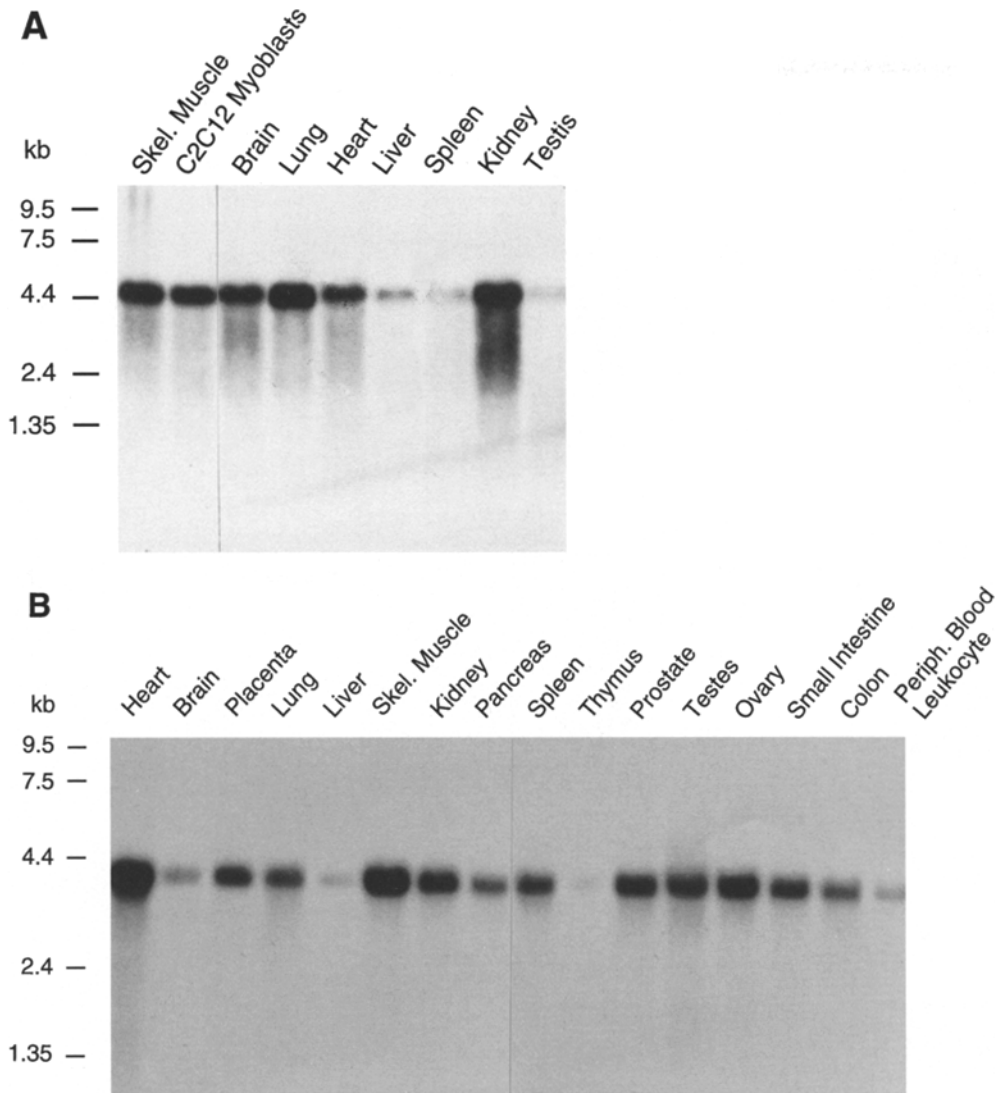 A
kb
Skel. Muscle
C2C12 Myoblasts
Brain
Lung
Heart
Liver
Spleen
Kidney
Testis
9.5
7.5
4.4
2.4
1.35
B
kb
Heart
Brain
Placenta
Lung
Liver
Skel. Muscle
Kidney
Pancreas
Spleen
Thymus
Prostate
Testes
Ovary
Small Intestine
Colon
Periph. Blood
Leukocyte
9.5
7.5
4.4
2.4
1.35